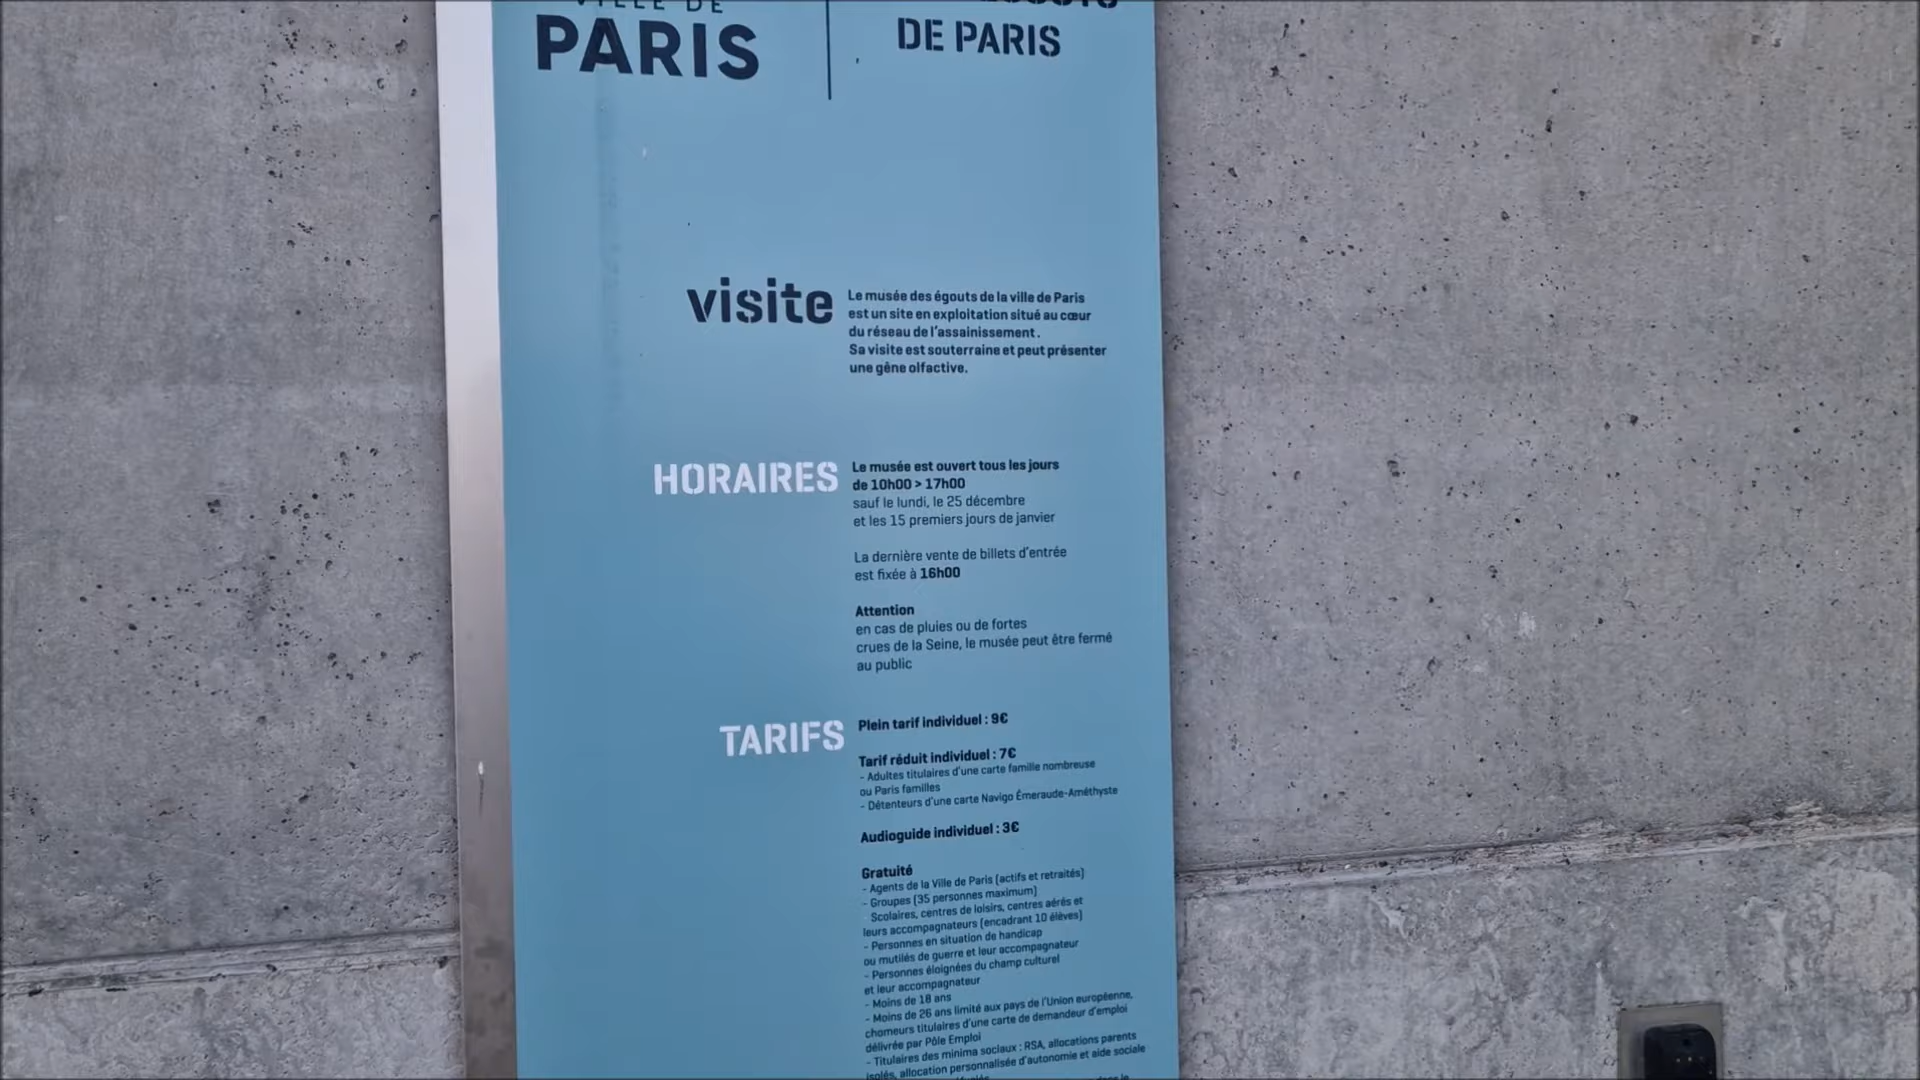 VILLE DE
PARIS
DE PARIS
visite
Le musée des égouts de la ville de Paris
est un site en exploitation situé au cœur
du réseau de l'assainissement.
Sa visite est souterraine et peut présenter
une gêne olfactive.
HORAIRES
Le musée est ouvert tous les jours
de 10h00 > 17h00
sauf le lundi, le 25 décembre
et les 15 premiers jours de janvier
La dernière vente de billets d'entrée
est fixée à 16h00
Attention
en cas de pluies ou de fortes
crues de la Seine, le musée peut être fermé
au public
TARIFS
Plein tarif individuel : 9€
Tarif réduit individuel : 7€
- Adultes titulaires d'une carte famille nombreuse
ou Paris familles
- Détenteurs d'une carte Navigo Émeraude-Améthyste
Audioguide individuel : 3€
Gratuité
- Agents de la Ville de Paris (actifs et retraités)
- Groupes (35 personnes maximum)
Scolaires, centres de loisirs, centres aérés et
leurs accompagnateurs (encadrant 10 élèves)
- Personnes en situation de handicap
ou mutilés de guerre et leur accompagnateur
- Personnes éloignées du champ culturel
et leur accompagnateur
- Moins de 18 ans
- Moins de 26 ans limité aux pays de l'Union européenne,
chomeurs titulaires d'une carte de demandeur d'emploi
délivrée par Pôle Emploi
- Titulaires des minima sociaux : RSA, allocations parents
isolés, allocation personnalisée d'autonomie et aide sociale